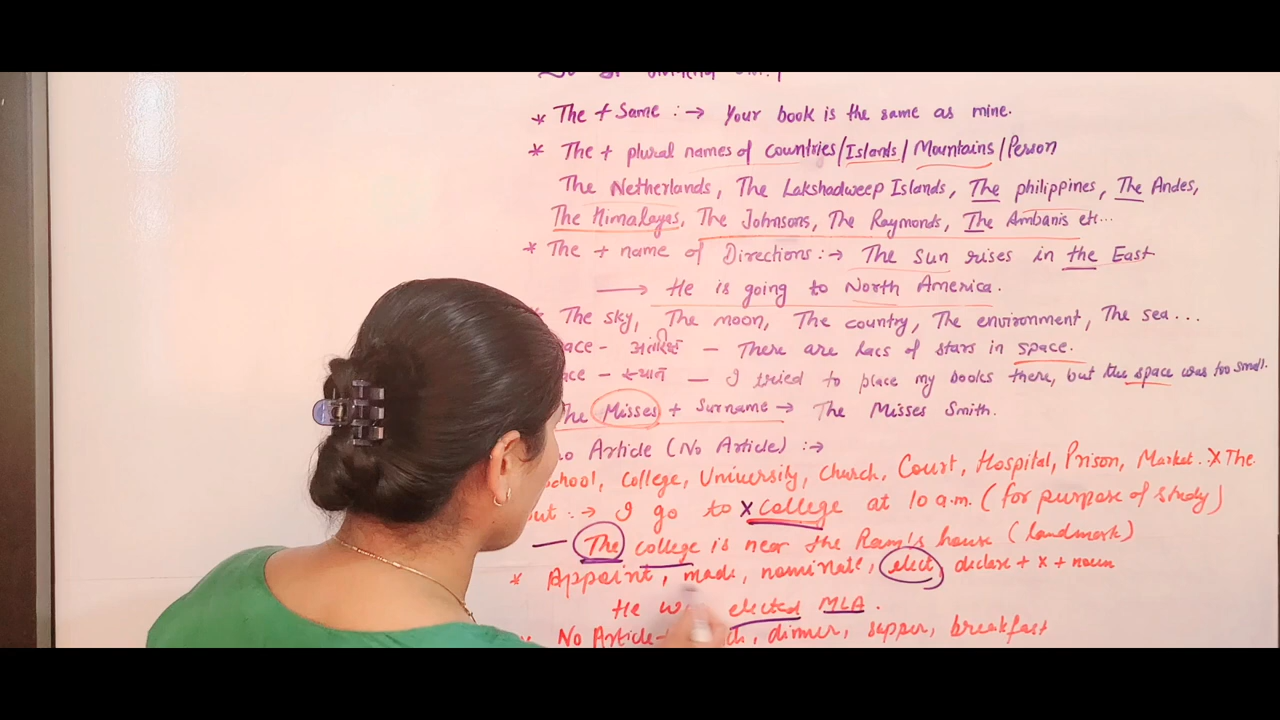 * The + Same :→ Your book is the same as mine.
* The + plural names of countries/Islands/Mountains/Person
The Netherlands, The Lakshadweep Islands, The philippines, The Andes,
The Himalayas, The Johnsons, The Raymonds, The Ambanis etc...
* The + name of Directions :→ The Sun rises in the East
→ He is going to North America.
The sky, The moon, The country, The environment, The sea...
ace - अंतरिक्ष - There are lacs of stars in space.
ace - स्थान - I tried to place my books there, but the space was too small.
The Misses + Surname → The Misses Smith.
o Article (No Article) :→
chool, College, University, Church, Court, Hospital, Prison, Market. X The.
but :→ I go to X college at 10 a.m. (for purpose of study)
— The college is near the Ram's house (landmark)
* Appoint, made, nominate, elect, declare + x + noun
He elected MLA.
* No Article dinner, supper, breakfast